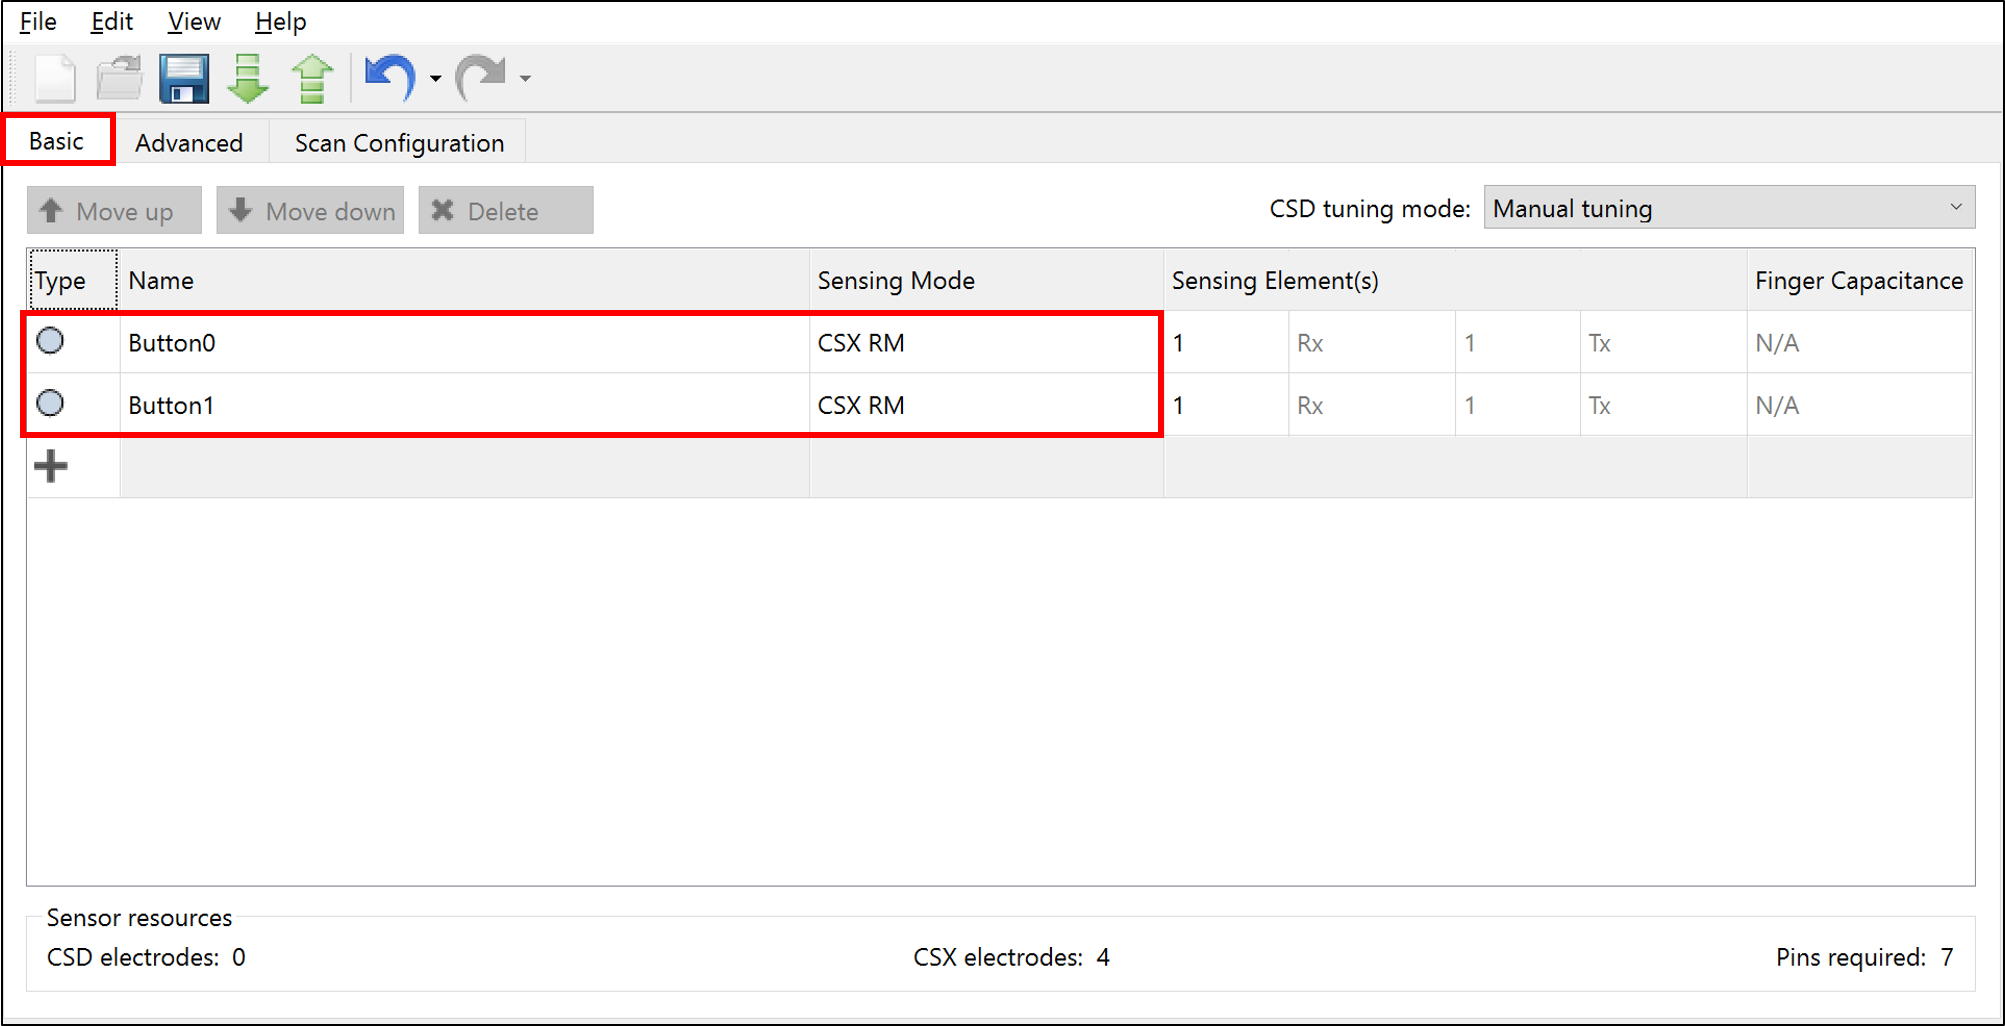 File Edit View Help
Basic Advanced Scan Configuration
Move up Move down Delete CSD tuning mode: Manual tuning
Type Name Sensing Mode Sensing Element(s) Finger Capacitance
Button0 CSX RM 1 Rx 1 Tx N/A
Button1 CSX RM 1 Rx 1 Tx N/A
Sensor resources
CSD electrodes: 0 CSX electrodes: 4 Pins required: 7